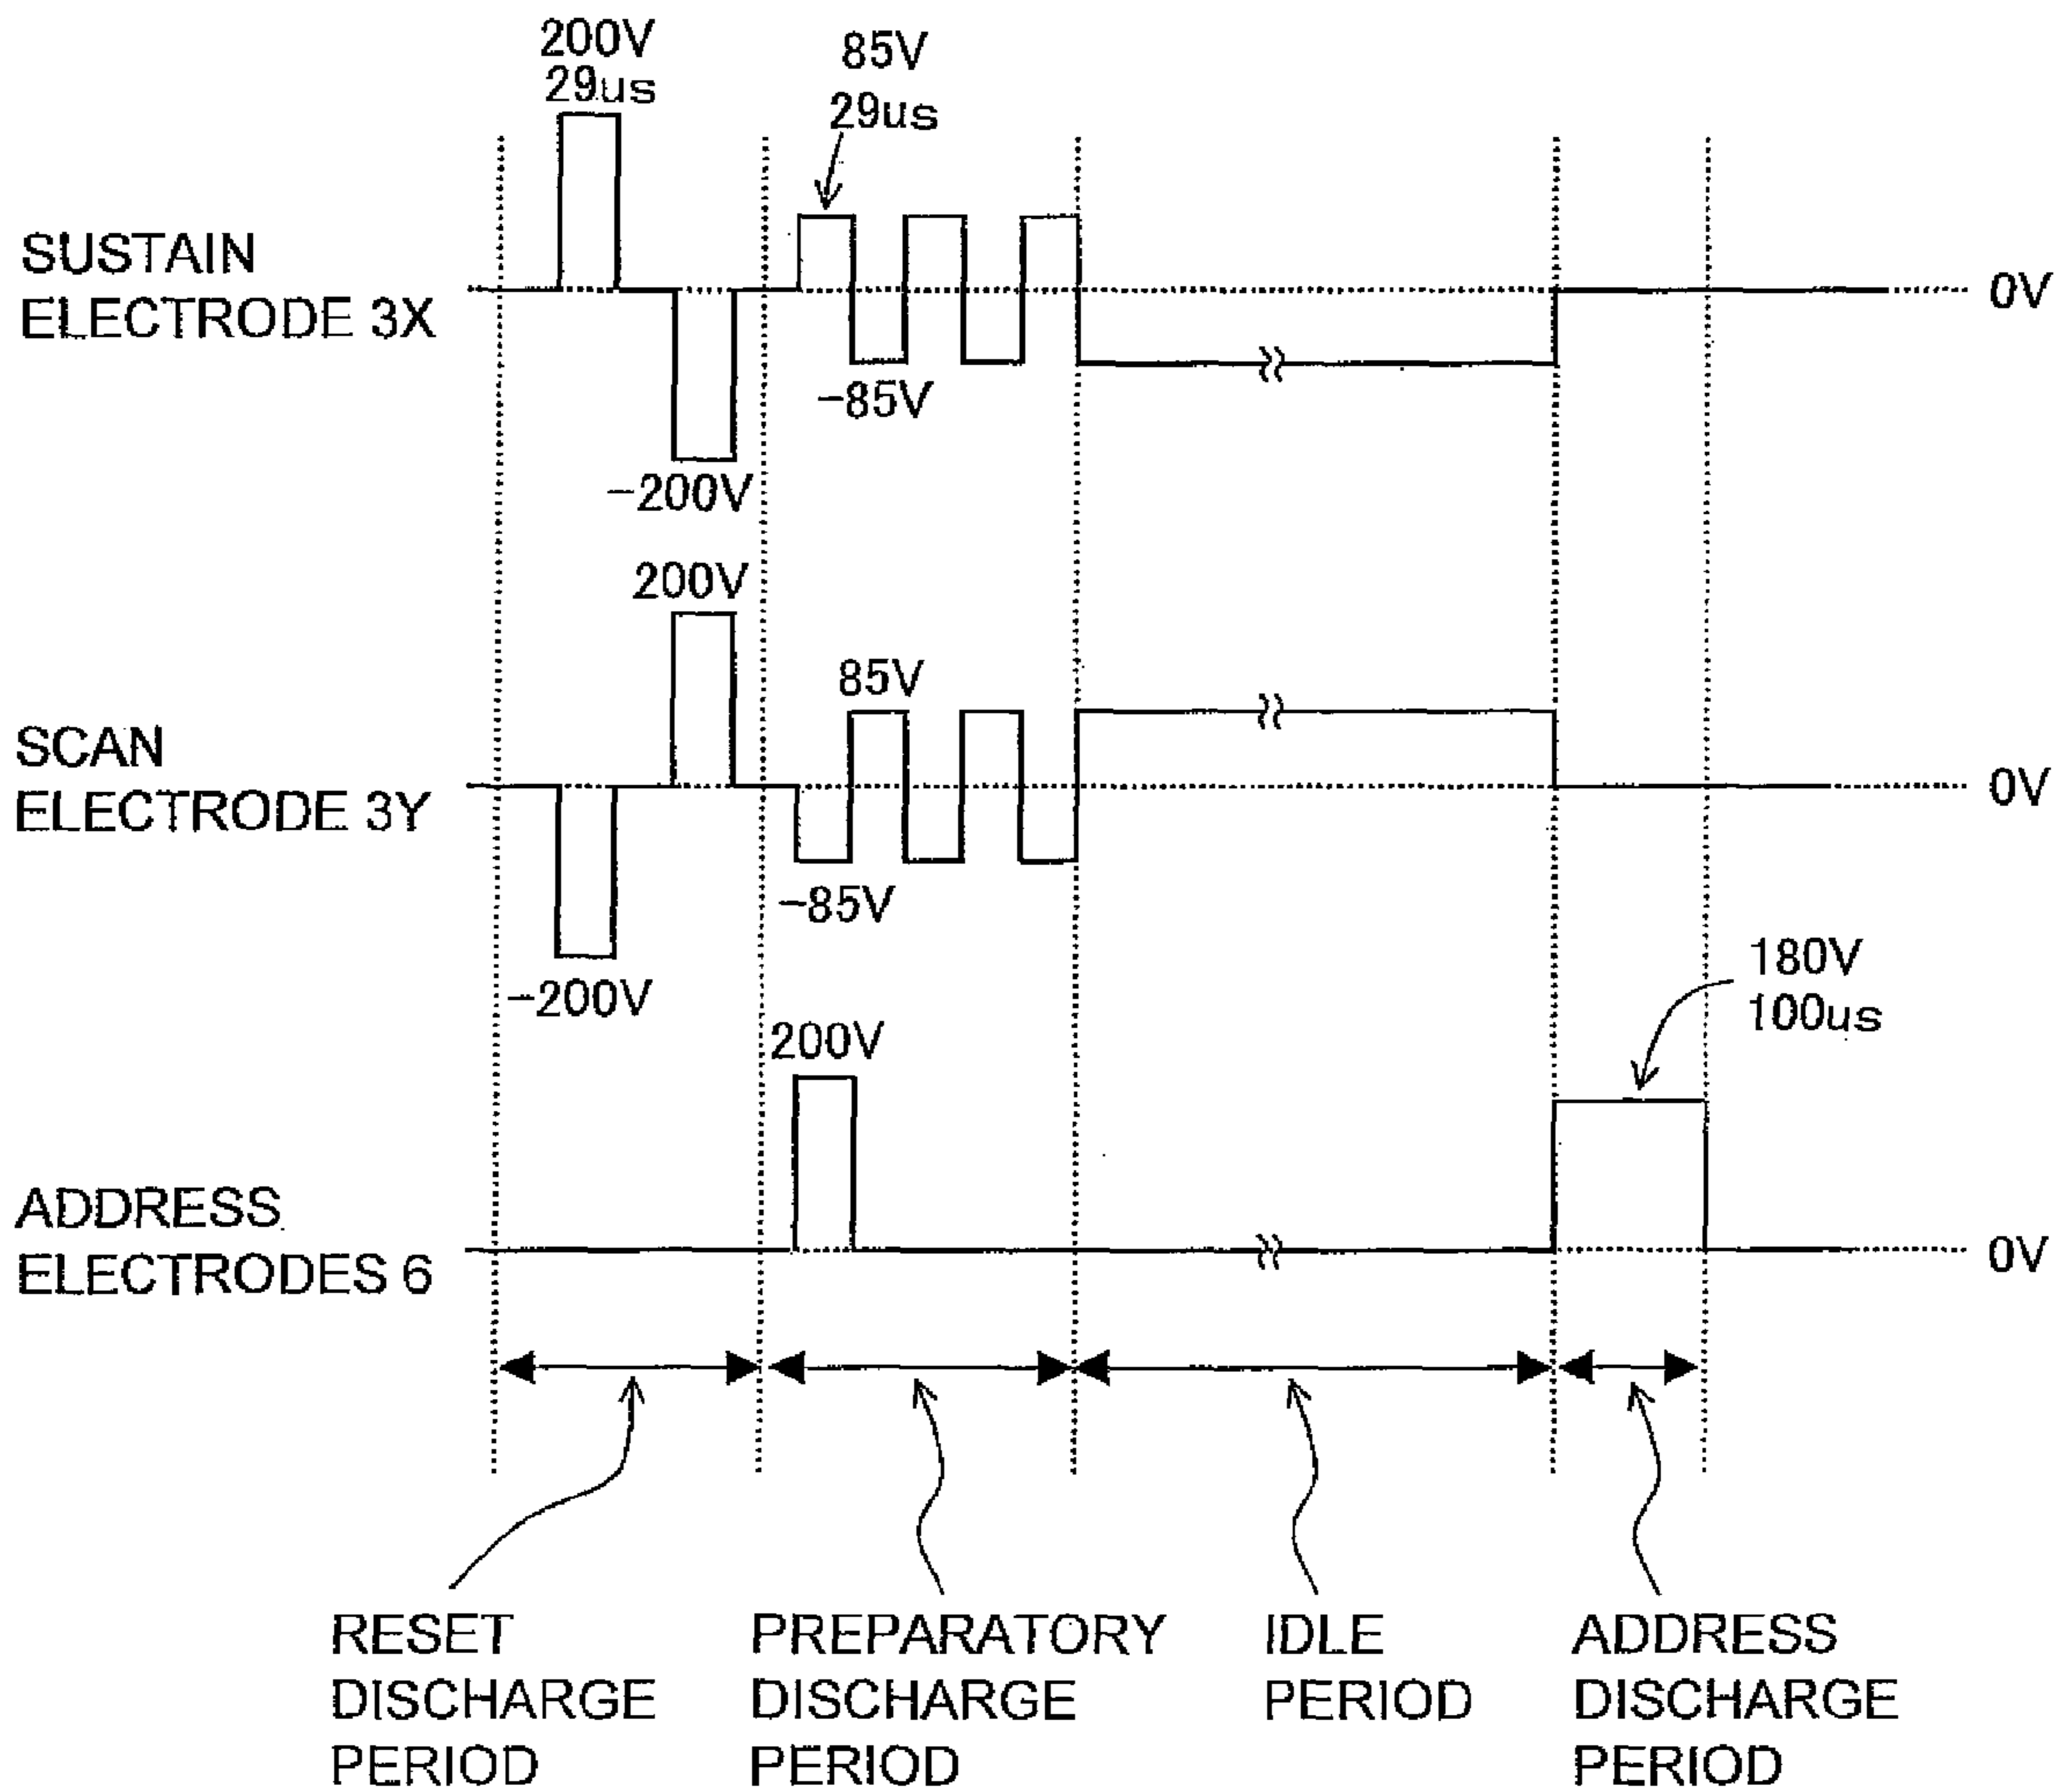 200V
29us
85V
29us
SUSTAIN
ELECTRODE 3X
0V
-85V
-200V
200V
85V
SCAN
ELECTRODE 3Y
0V
-85V
-200V
180V
100us
200V
ADDRESS
ELECTRODES 6
0V
RESET
DISCHARGE
PERIOD
PREPARATORY
DISCHARGE
PERIOD
IDLE
PERIOD
ADDRESS
DISCHARGE
PERIOD